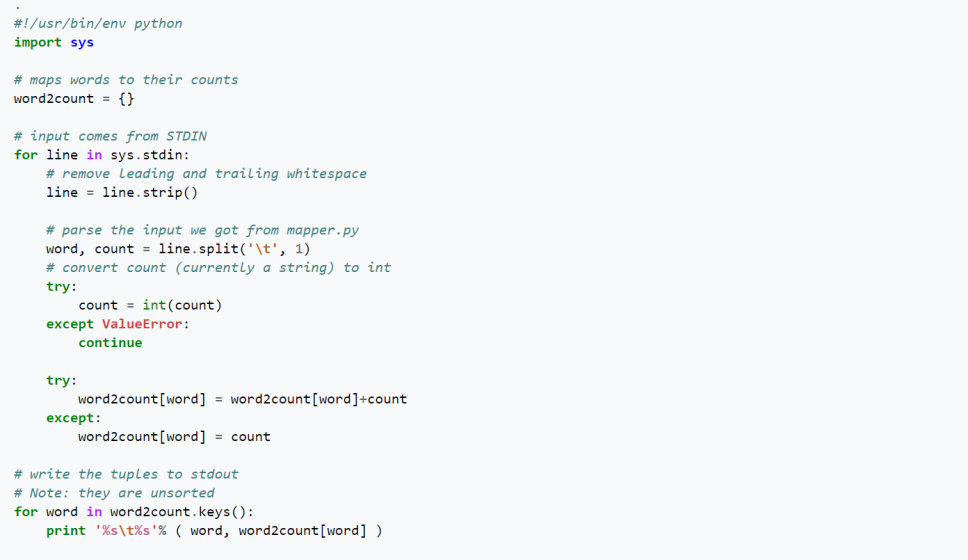 .
#!/usr/bin/env python
import sys
# maps words to their counts
word2count = {}
# input comes from STDIN
for line in sys.stdin:
    # remove leading and trailing whitespace
    line = line.strip()
    # parse the input we got from mapper.py
    word, count = line.split('\t', 1)
    # convert count (currently a string) to int
    try:
        count = int(count)
    except ValueError:
        continue
    try:
        word2count[word] = word2count[word]+count
    except:
        word2count[word] = count
# write the tuples to stdout
# Note: they are unsorted
for word in word2count.keys():
    print '%s\t%s'% ( word, word2count[word] )